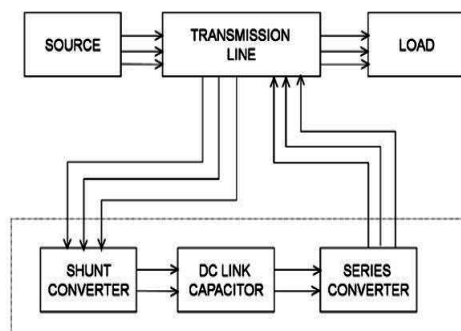 SOURCE
TRANSMISSION
LINE
LOAD
SHUNT
CONVERTER
DC LINK
CAPACITOR
SERIES
CONVERTER